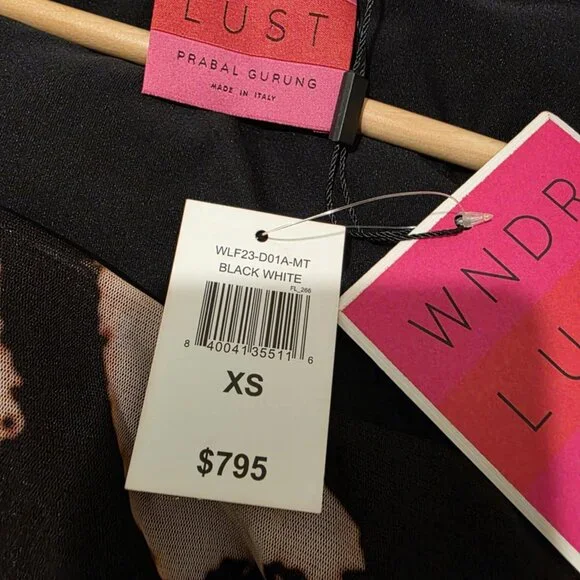 LUST
PRABAL GURUNG
MADE IN ITALY
WLF23-D01A-MT
BLACK WHITE
FL_266
8 40041 35511 6
XS
$795
WNDR
LU